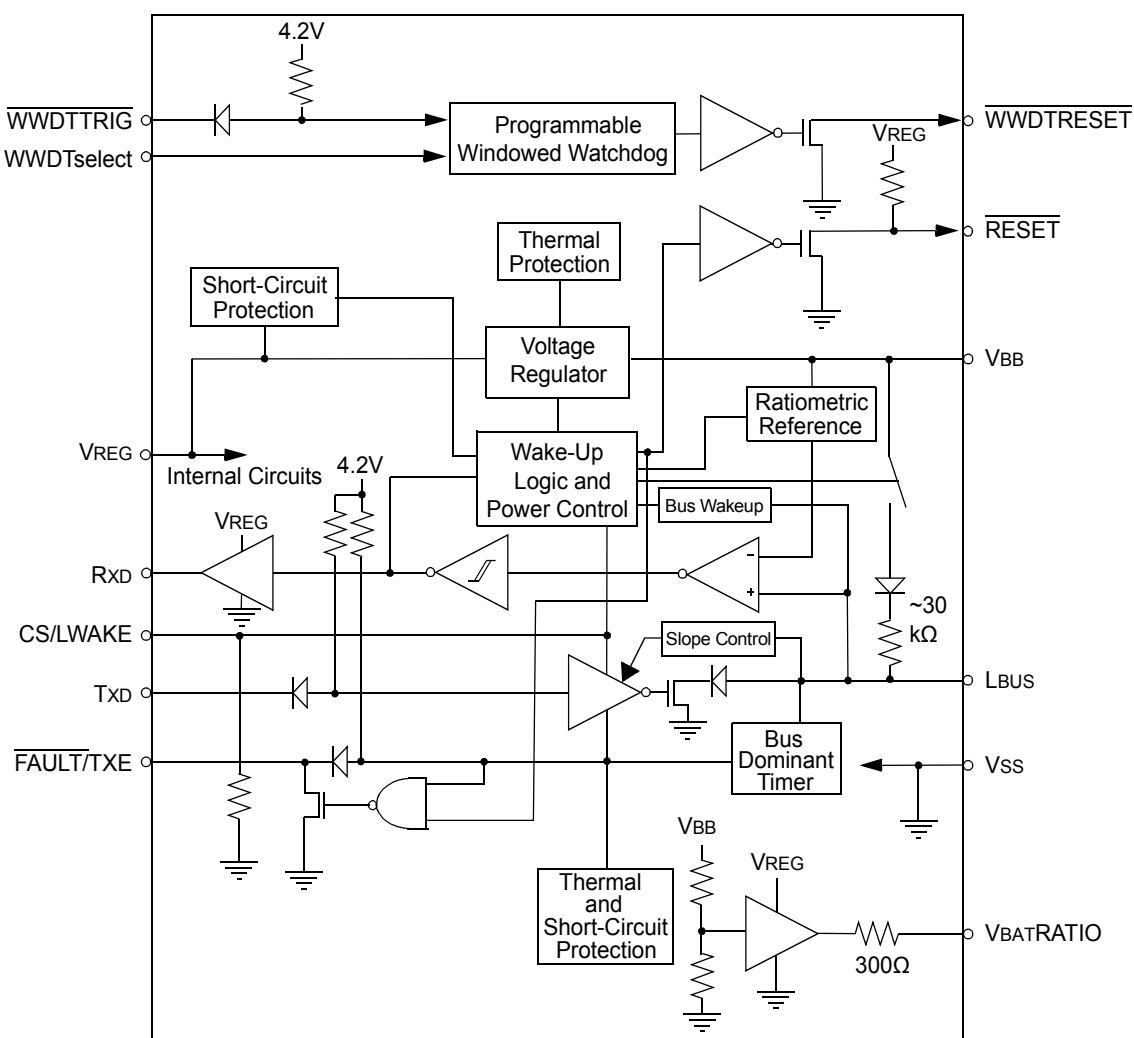 4.2V
WWDTTRIG
WWDTselect
Programmable
Windowed Watchdog
WWDTRESET
VREG
RESET
Thermal
Protection
Short-Circuit
Protection
Voltage
Regulator
VBB
Ratiometric
Reference
VREG
Internal Circuits
4.2V
Wake-Up
Logic and
Power Control
Bus Wakeup
VREG
RXD
-
+
~30
kΩ
CS/LWAKE
Slope Control
TXD
LBUS
FAULT/TXE
Bus
Dominant
Timer
VSS
VBB
VREG
Thermal
and
Short-Circuit
Protection
300Ω
VBATRATIO